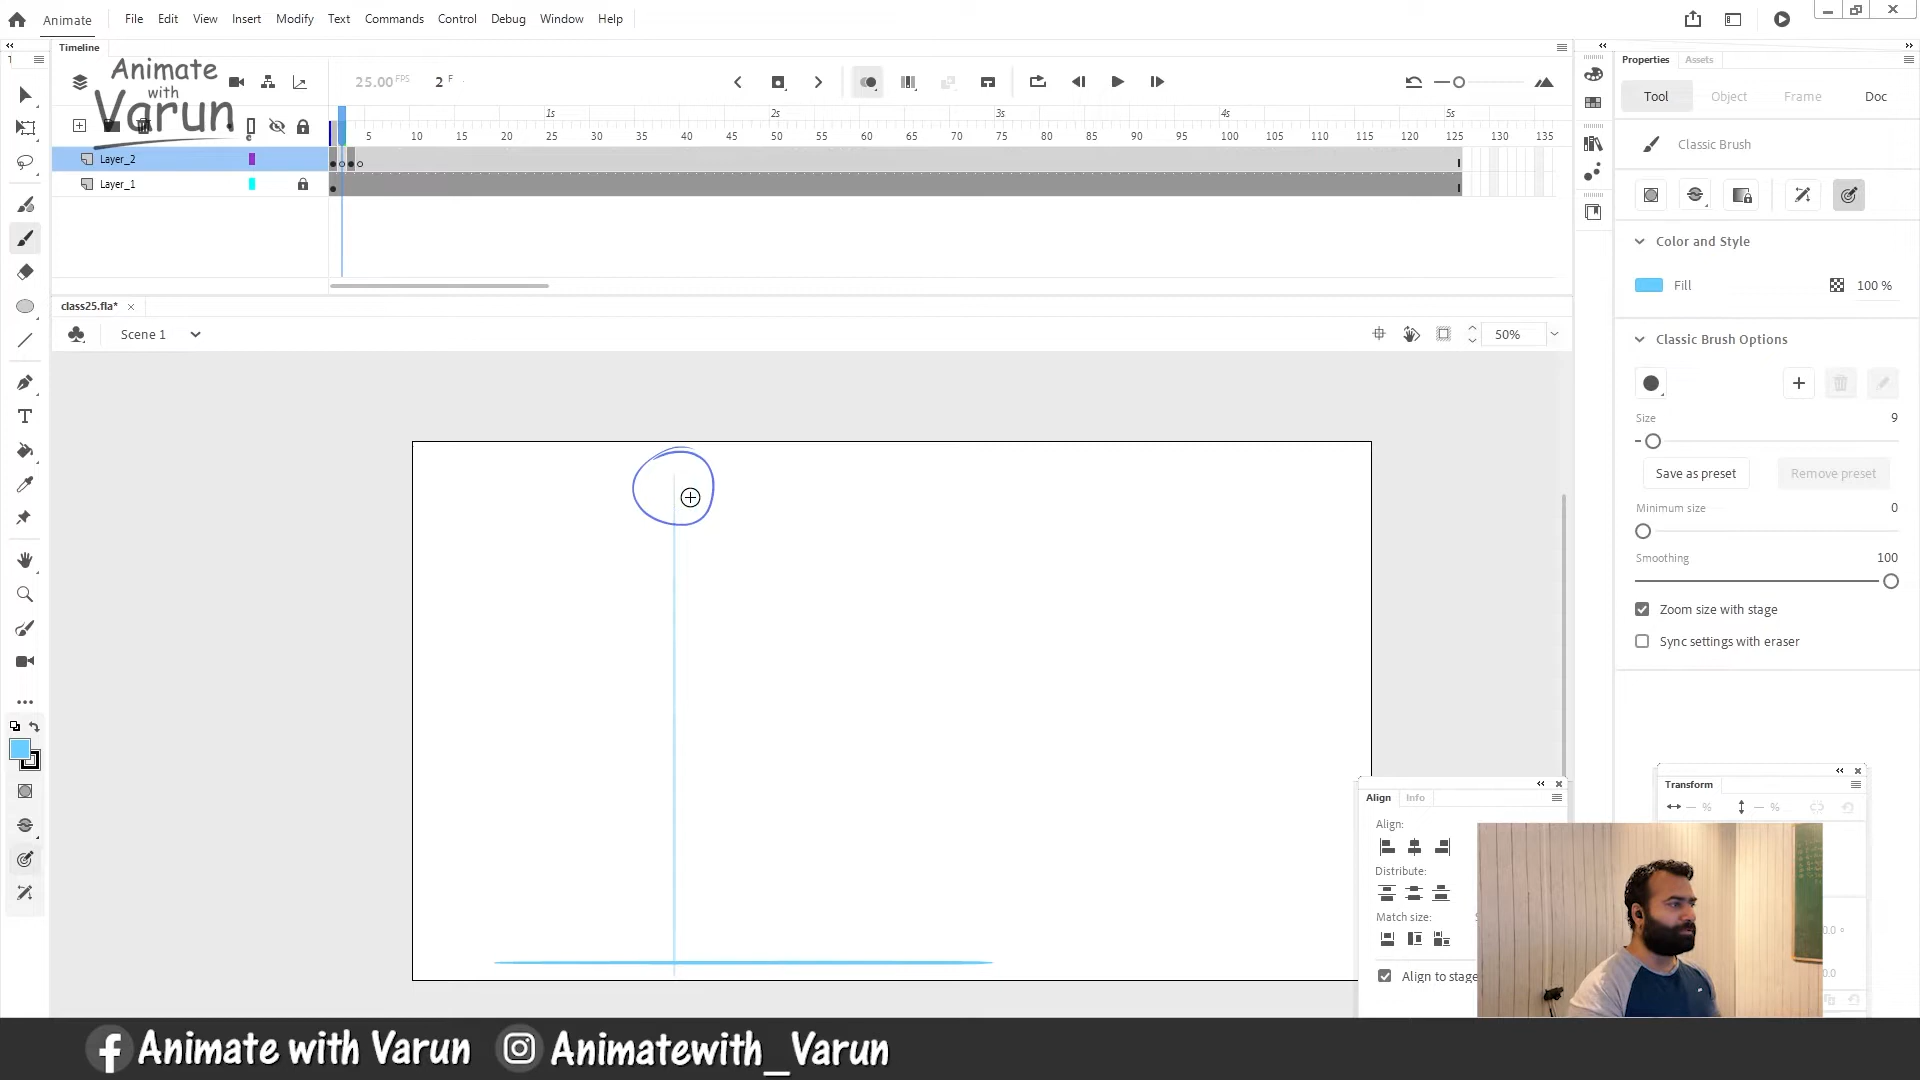 Animate File Edit View Insert Modify Text Commands Control Debug Window Help
Timeline
Properties Assets
Animate
with
Varun
25.00 FPS 2 F
Tool Object Frame Doc
1s 2s 3s 4s 5s
5 10 15 20 25 30 35 40 45 50 55 60 65 70 75 80 85 90 95 100 105 110 115 120 125 130 135
Classic Brush
Layer_2
Layer_1
Color and Style
Fill 100 %
class25.fla* ×
Scene 1 50%
Classic Brush Options
Size 9
Save as preset Remove preset
Minimum size 0
Smoothing 100
Zoom size with stage
Sync settings with eraser
Transform
Align Info
— % — %
Align:
Distribute:
Match size:
Align to stage
0.0 °
0.0
Animate with Varun Animatewith_Varun